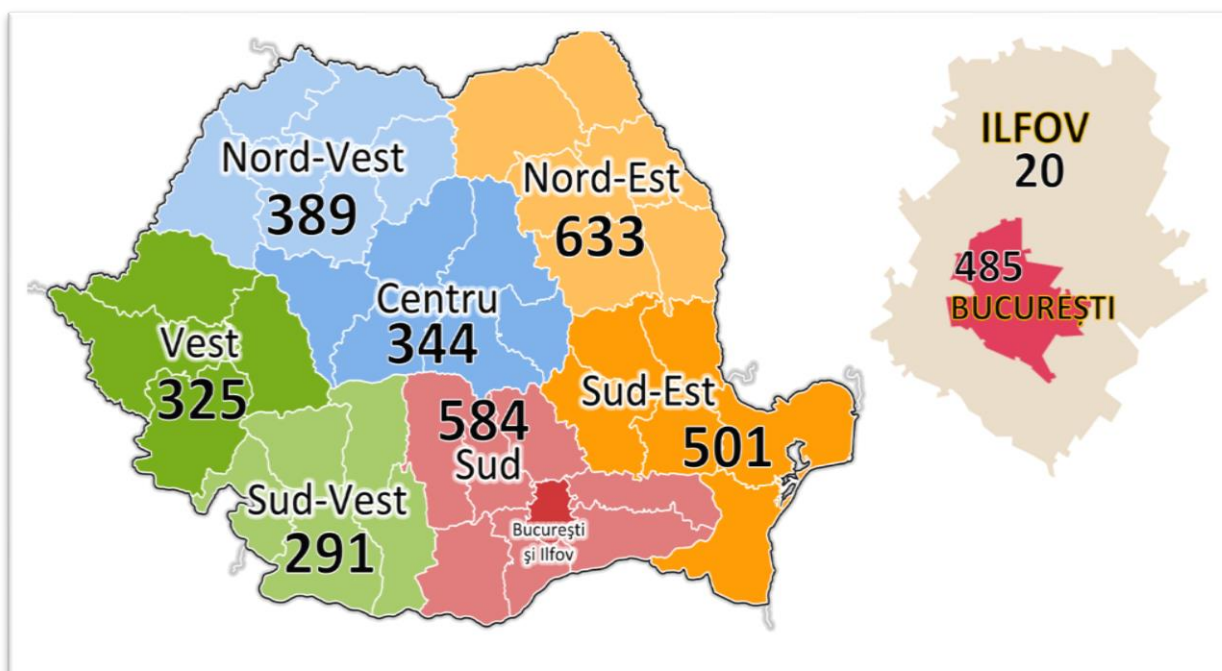 Nord-Vest
389
Nord-Est
633
Centru
344
Vest
325
Sud-Est
501
584
Sud
Sud-Vest
291
București
și Ilfov
ILFOV
20
485
BUCUREȘTI